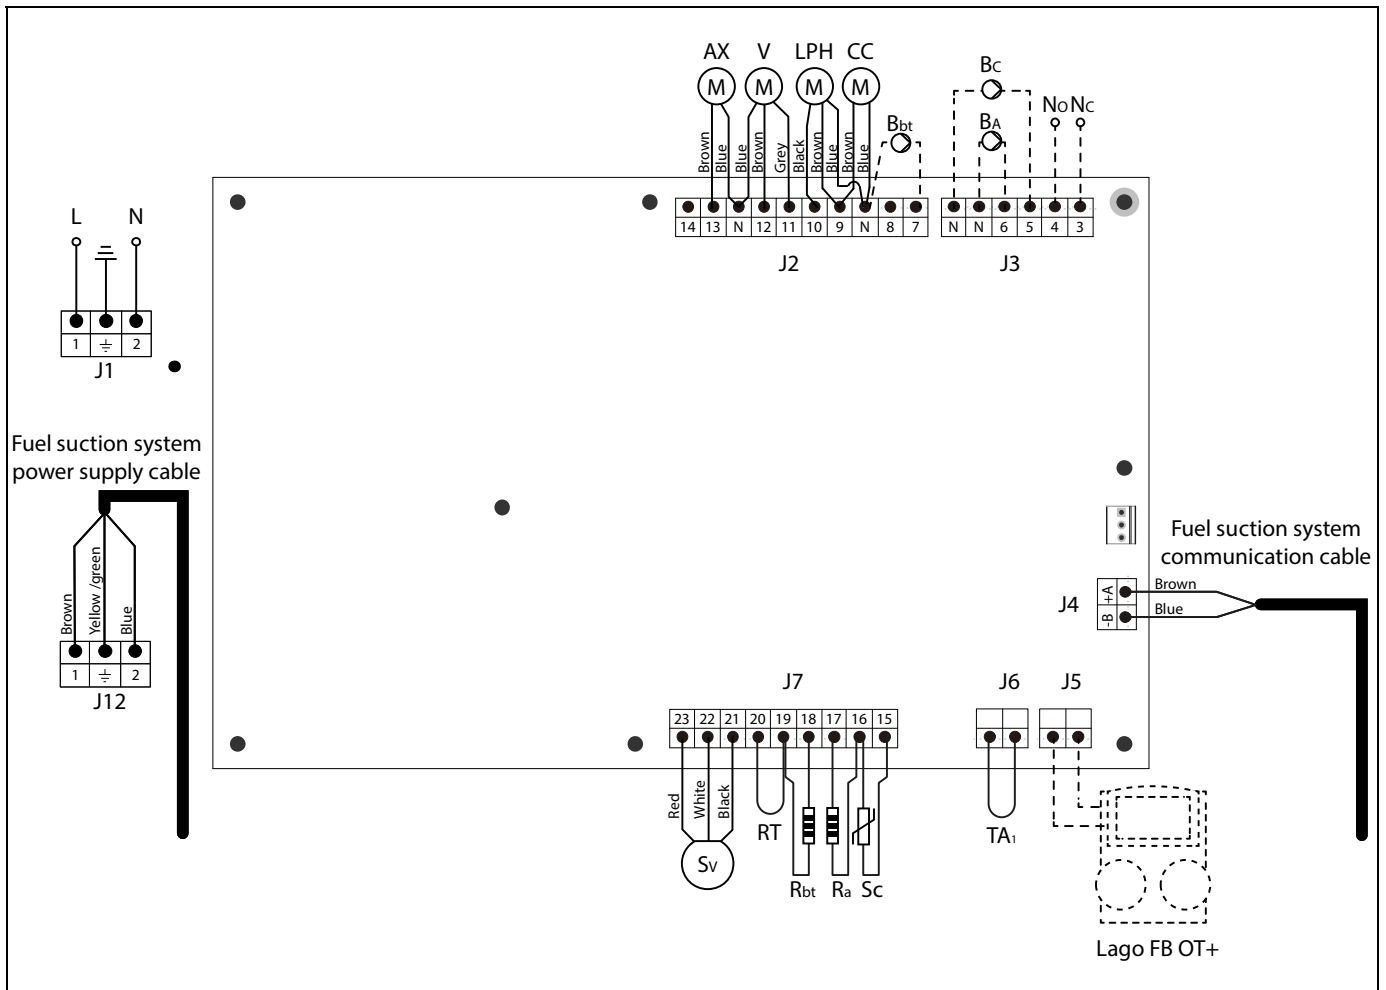 AX V LPH CC
M M M M
Bbt
BC
BA
NO NC
Brown Blue Blue Brown Grey Black Brown Blue Brown Blue
14 13 N 12 11 10 9 N 8 7
N N 6 5 4 3
J2
J3
L N
1 2
J1
Fuel suction system
power supply cable
Brown Yellow /green Blue
1 2
J12
Fuel suction system
communication cable
J4
+A
-B
Brown
Blue
J7
J6
J5
23 22 21 20 19 18 17 16 15
Red White Black
SV
RT
Rbt
Ra
Sc
TA1
Lago FB OT+